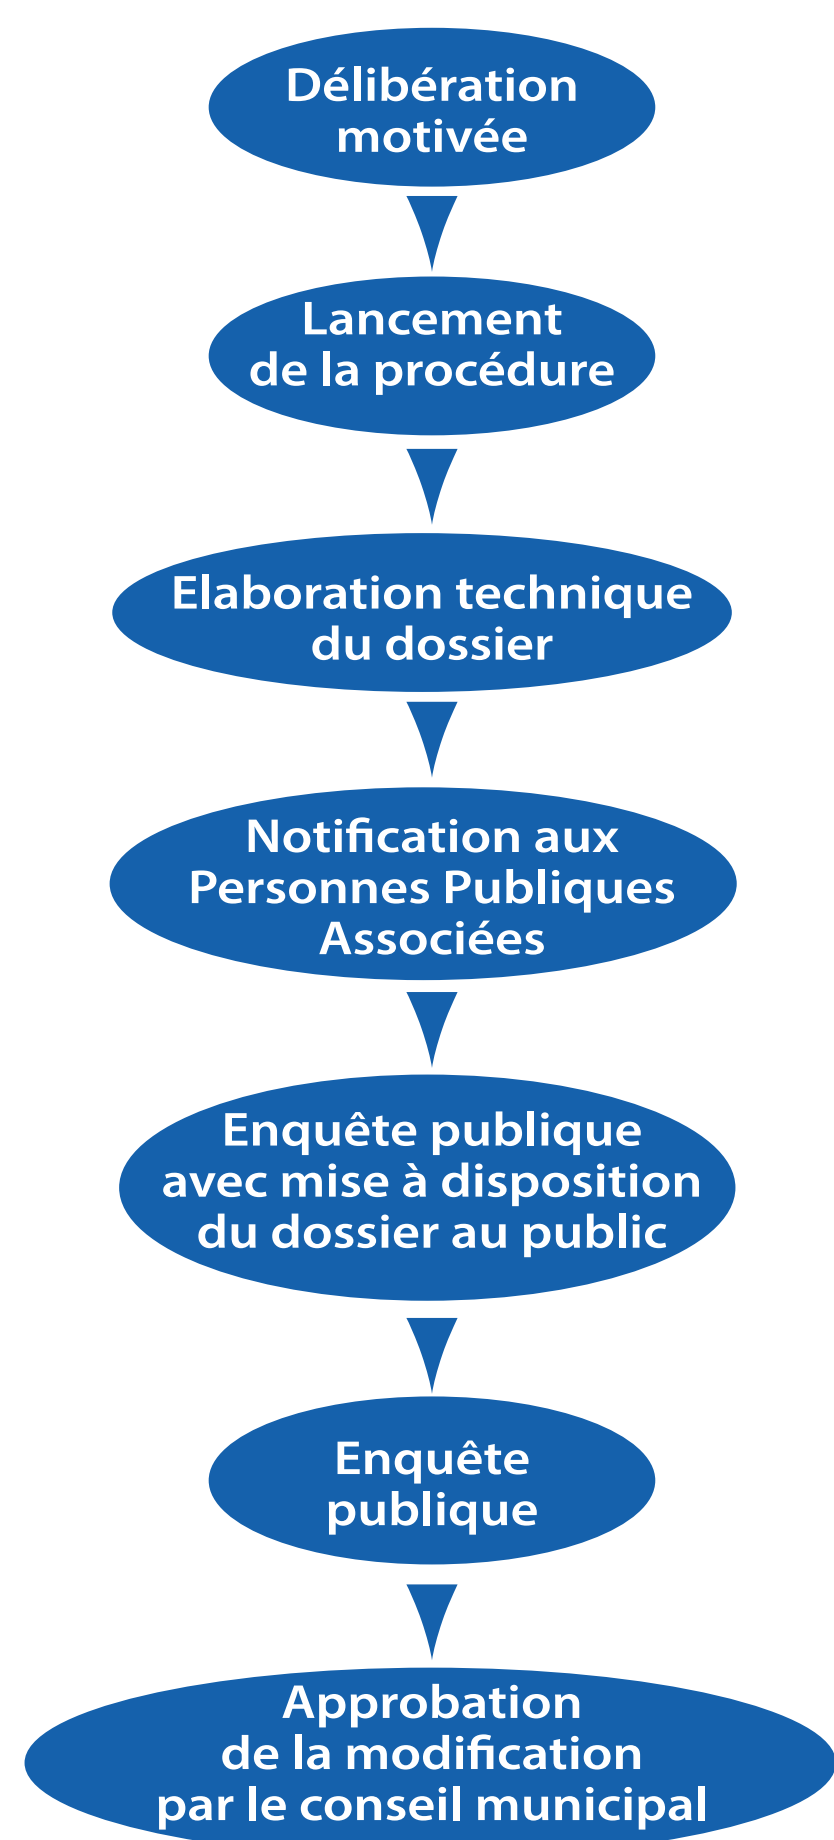 Délibération
motivée
Lancement
de la procédure
Elaboration technique
du dossier
Notification aux
Personnes Publiques
Associées
Enquête publique
avec mise à disposition
du dossier au public
Enquête
publique
Approbation
de la modification
par le conseil municipal